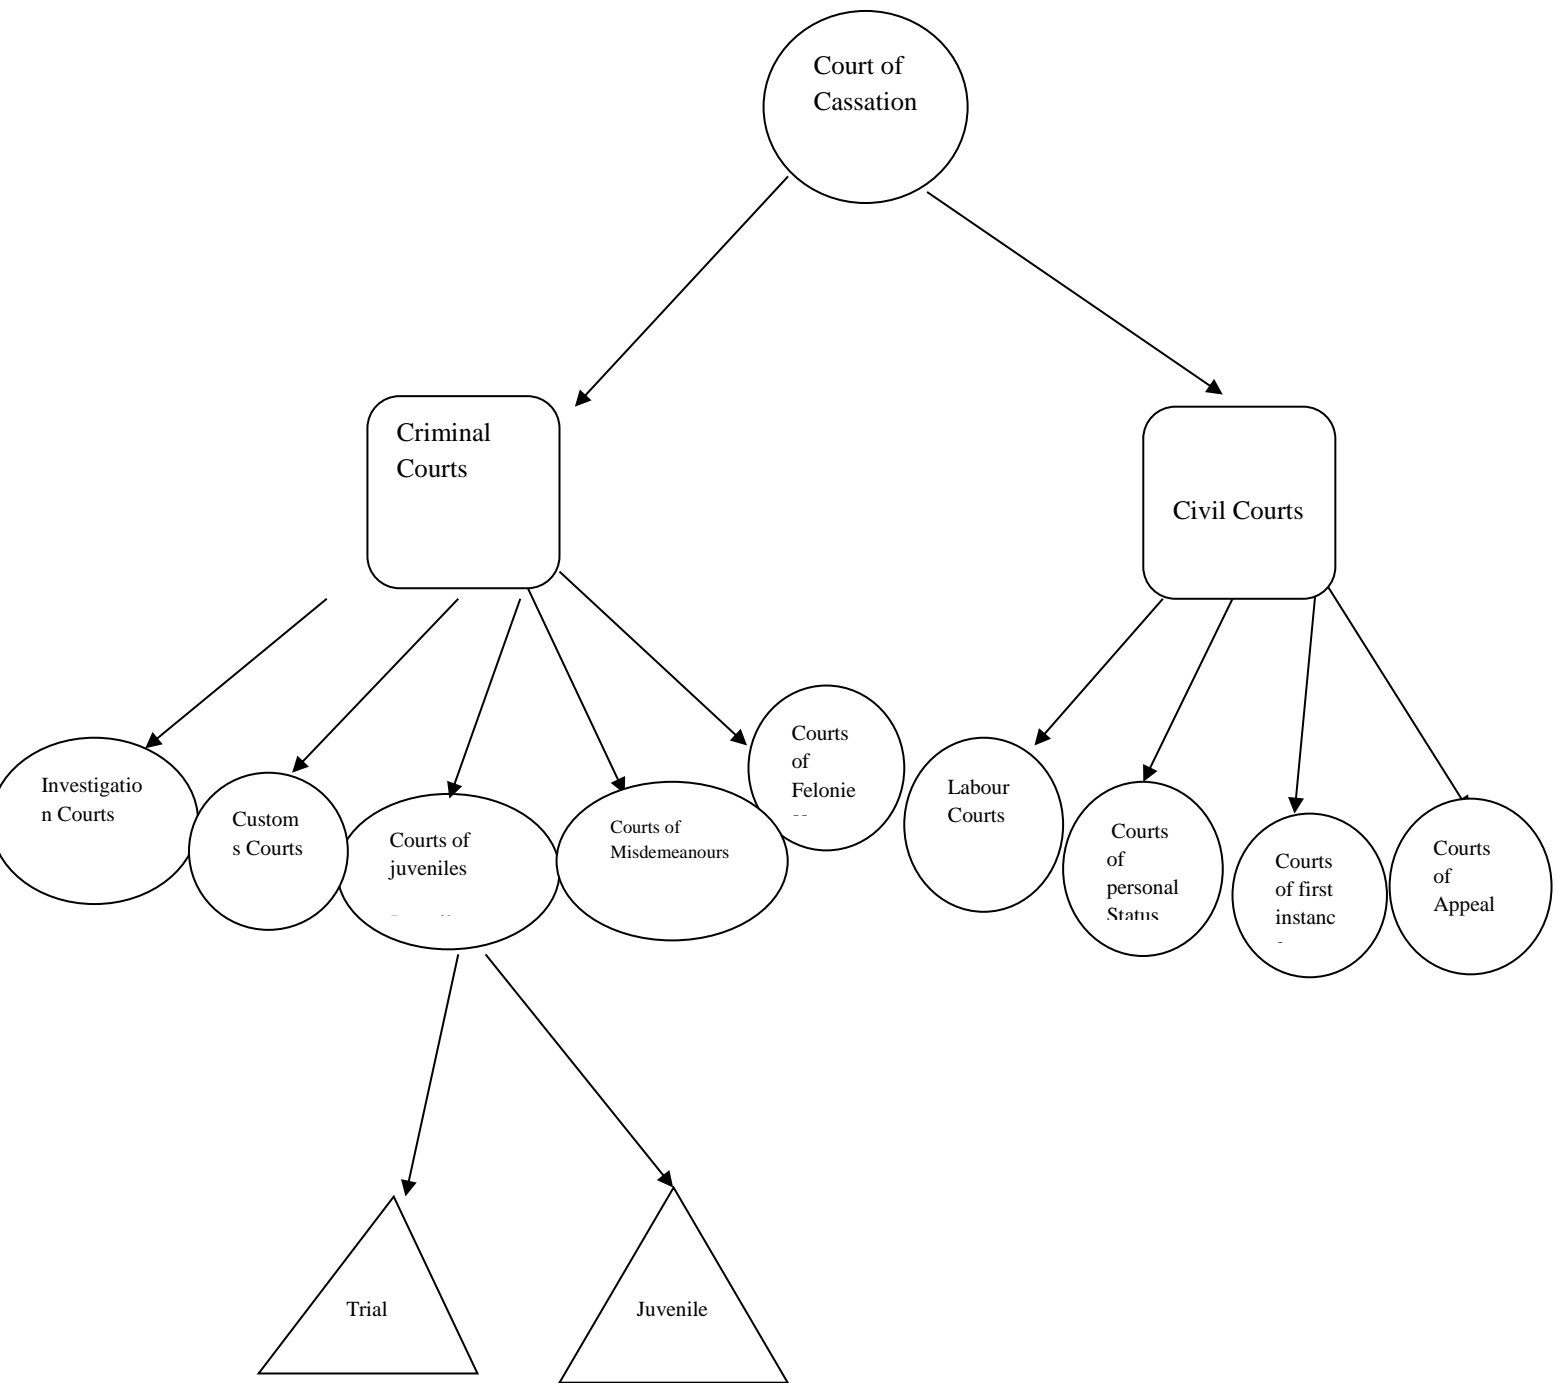 Court of
Cassation
Criminal
Courts
Civil Courts
Investigatio
n Courts
Custom
s Courts
Courts of
juveniles
Courts of
Misdemeanours
Courts
of
Felonie
Labour
Courts
Courts
of
personal
Status
Courts
of first
instanc
Courts
of
Appeal
Trial
Juvenile